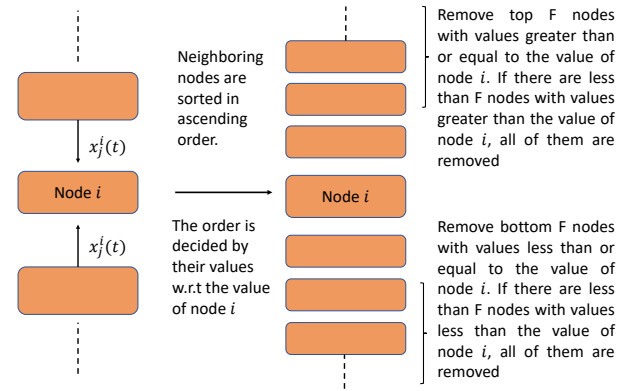 Neighboring
nodes are
sorted in
ascending
order.
x_j^i(t)
Node i
x_j^i(t)
The order is
decided by
their values
w.r.t the value
of node i
Node i
Remove top F nodes
with values greater than
or equal to the value of
node i. If there are less
than F nodes with values
greater than the value of
node i, all of them are
removed
Remove bottom F nodes
with values less than or
equal to the value of
node i. If there are less
than F nodes with values
less than the value of
node i, all of them are
removed